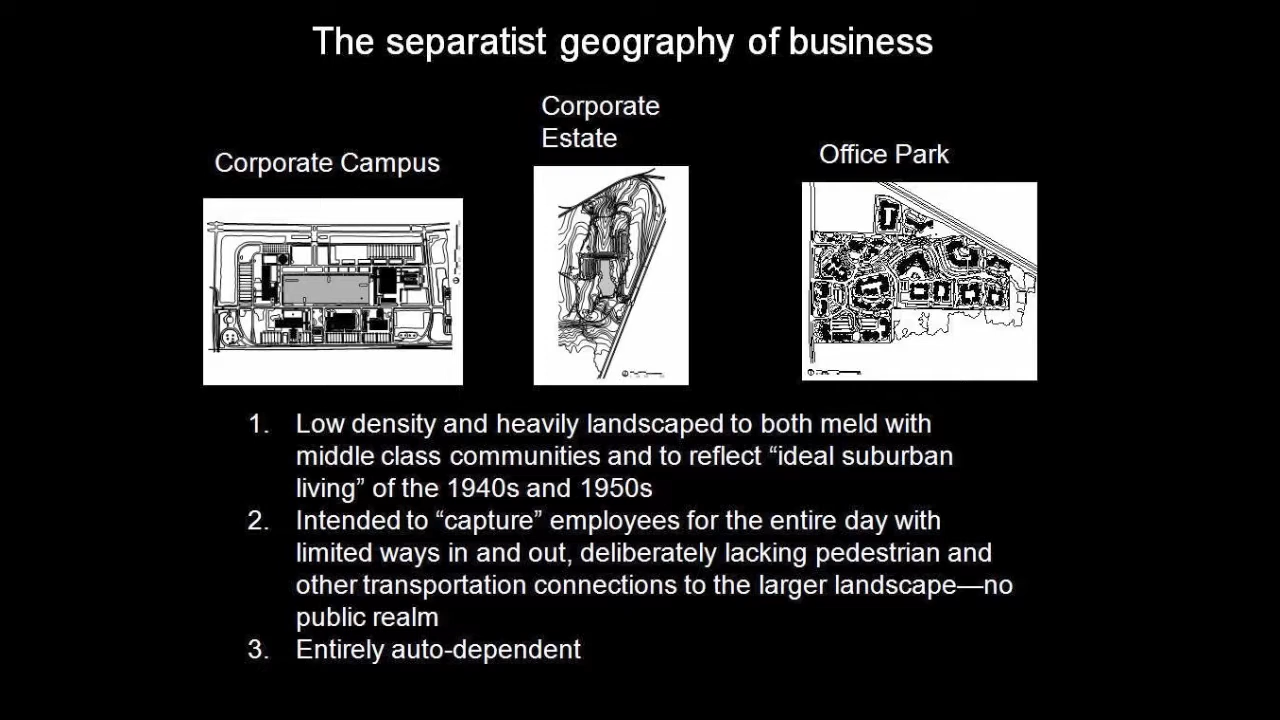 The separatist geography of business
Corporate
Estate
Corporate Campus
Office Park
1. Low density and heavily landscaped to both meld with
middle class communities and to reflect “ideal suburban
living” of the 1940s and 1950s
2. Intended to “capture” employees for the entire day with
limited ways in and out, deliberately lacking pedestrian and
other transportation connections to the larger landscape—no
public realm
3. Entirely auto-dependent